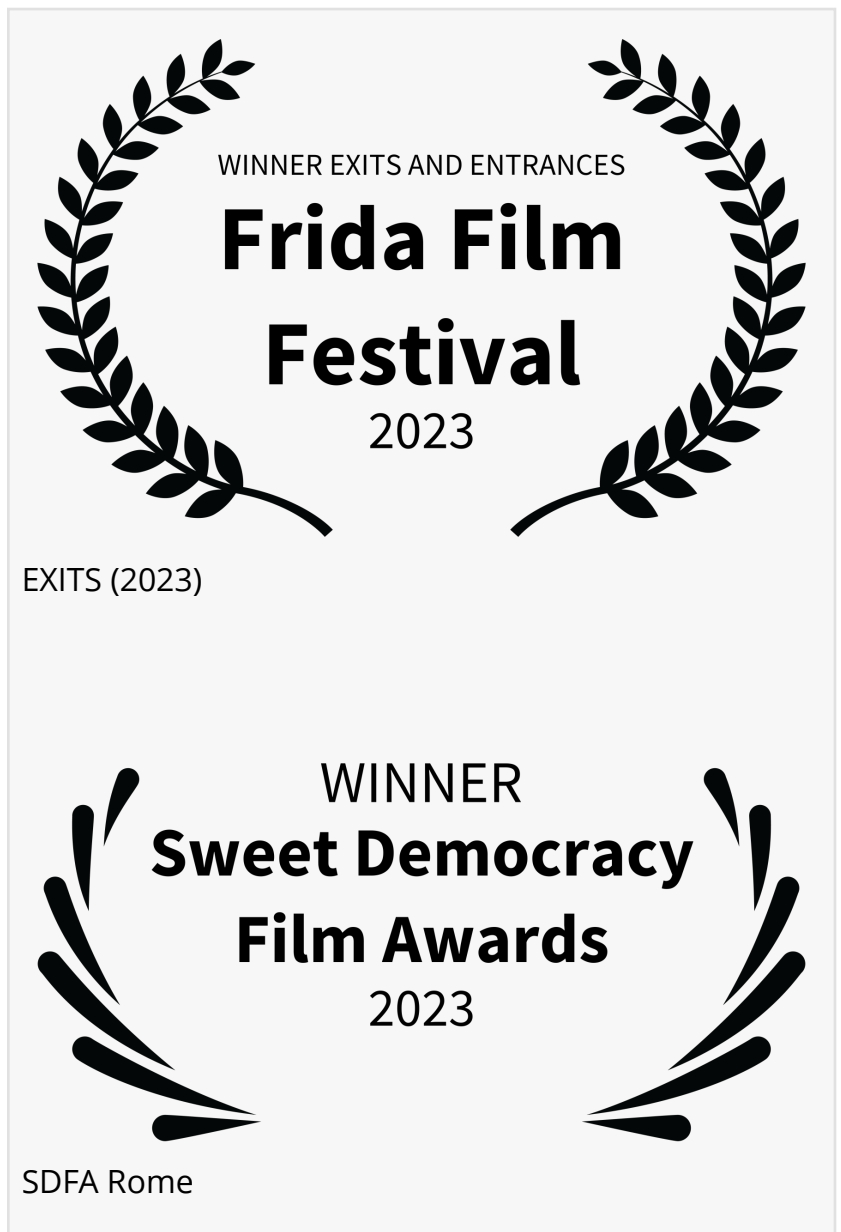 WINNER EXITS AND ENTRANCES
Frida Film
Festival
2023
EXITS (2023)
WINNER
Sweet Democracy
Film Awards
2023
SDFA Rome